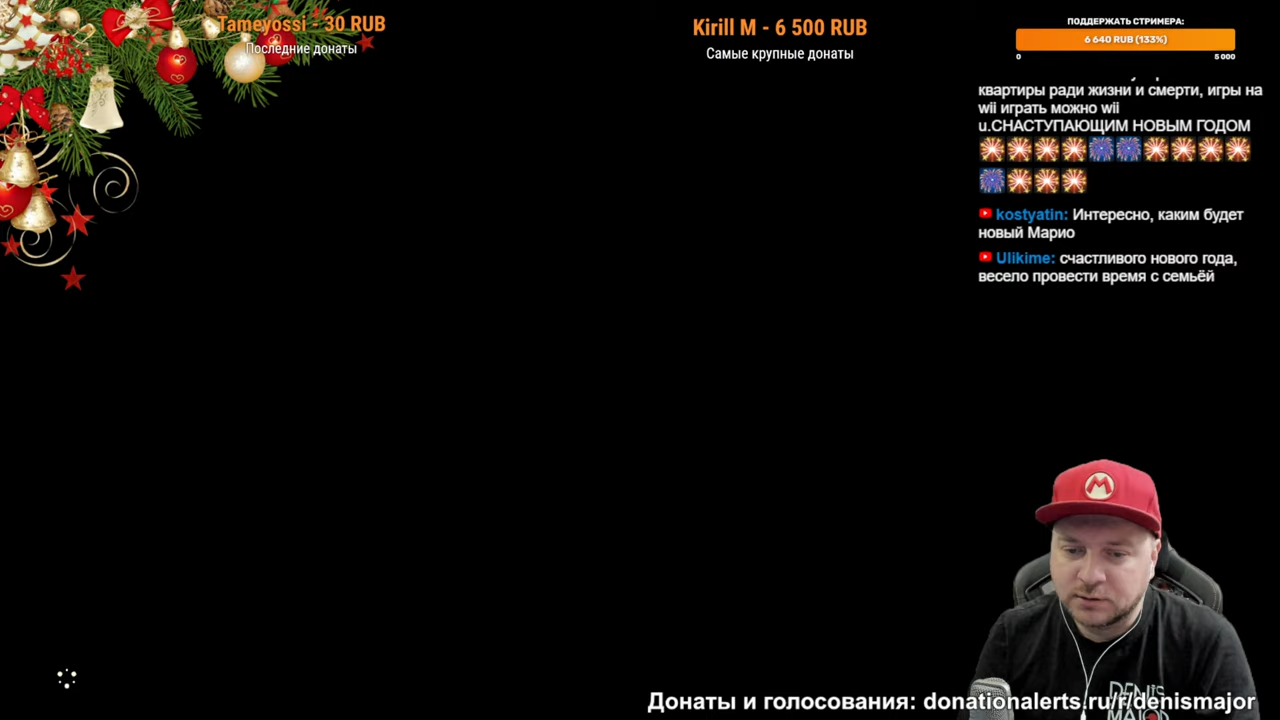 Tameyossi - 30 RUB
Последние донаты
Kirill M - 6 500 RUB
Самые крупные донаты
ПОДДЕРЖАТЬ СТРИМЕРА:
6 640 RUB (133%)
0
5 000
квартиры ради жизни и смерти, игры на
wii играть можно wii
u.СНАСТУПАЮЩИМ НОВЫМ ГОДОМ
kostyatin: Интересно, каким будет
новый Марио
Ulikime: счастливого нового года,
весело провести время с семьёй
M
DENIS
MAJOR
Донаты и голосования: donationalerts.ru/r/denismajor